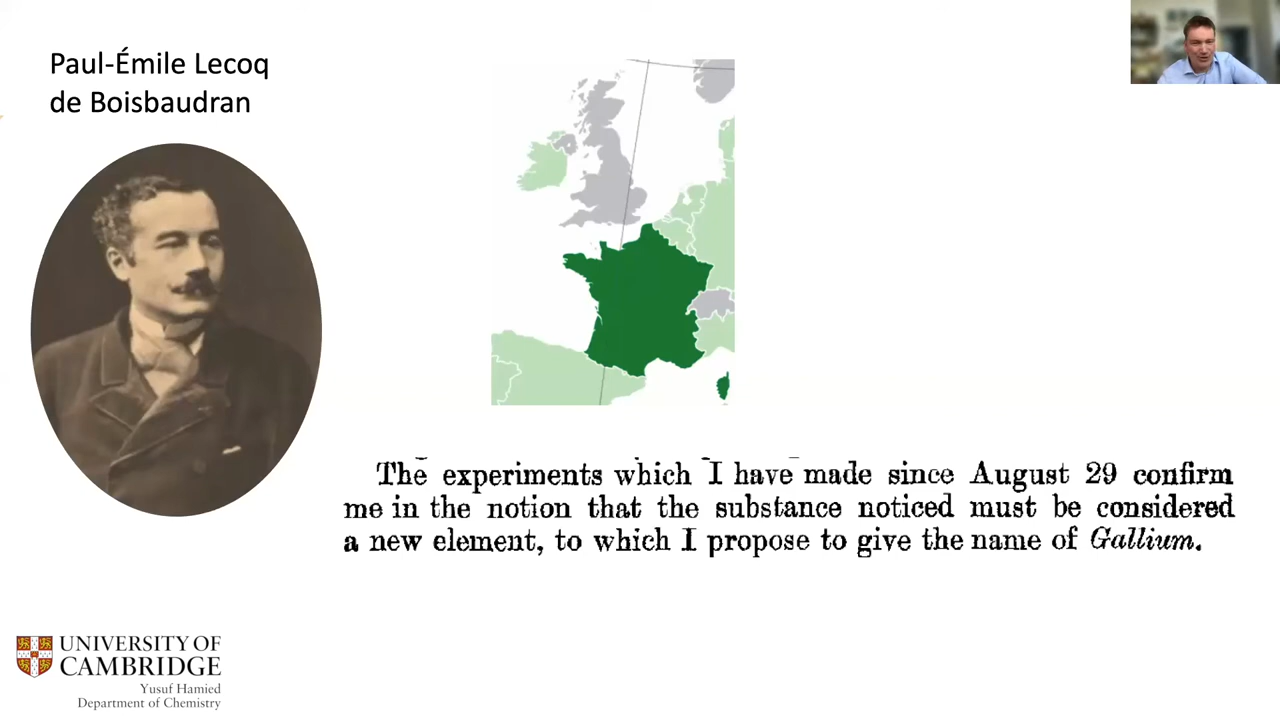 Paul-Émile Lecoq
de Boisbaudran
The experiments which I have made since August 29 confirm
me in the notion that the substance noticed must be considered
a new element, to which I propose to give the name of Gallium.
UNIVERSITY OF
CAMBRIDGE
Yusuf Hamied
Department of Chemistry